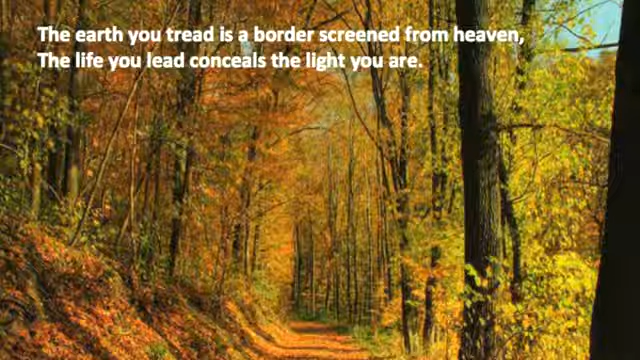 The earth you tread is a border screened from heaven,
The life you lead conceals the light you are.